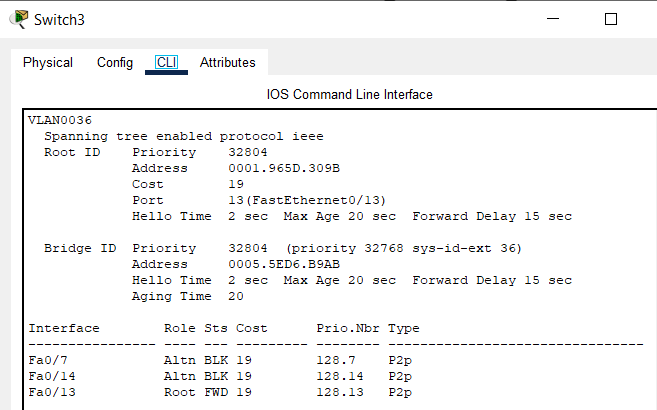 Switch3
Physical Config CLI Attributes
IOS Command Line Interface
VLAN0036
Spanning tree enabled protocol ieee
Root ID Priority 32804
Address 0001.965D.309B
Cost 19
Port 13(FastEthernet0/13)
Hello Time 2 sec Max Age 20 sec Forward Delay 15 sec
Bridge ID Priority 32804 (priority 32768 sys-id-ext 36)
Address 0005.5ED6.B9AB
Hello Time 2 sec Max Age 20 sec Forward Delay 15 sec
Aging Time 20
Interface Role Sts Cost Prio.Nbr Type
---------------- ---- --- --------- -------- --------------------------------
Fa0/7 Altn BLK 19 128.7 P2p
Fa0/14 Altn BLK 19 128.14 P2p
Fa0/13 Root FWD 19 128.13 P2p